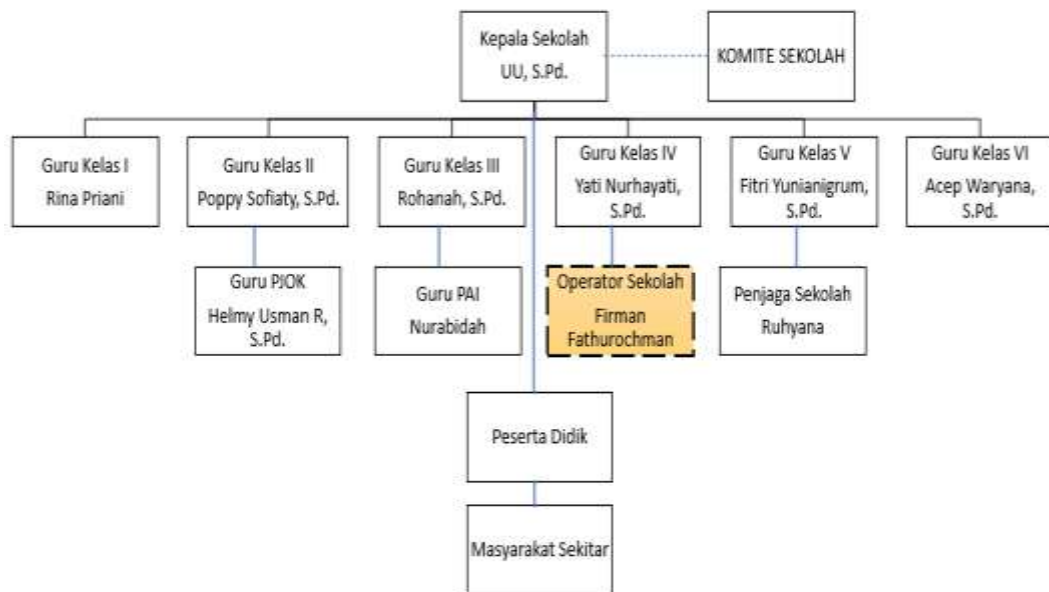 Kepala Sekolah
UU, S.Pd.
KOMITE SEKOLAH
Guru Kelas I
Rina Priani
Guru Kelas II
Poppy Sofiaty, S.Pd.
Guru Kelas III
Rohanah, S.Pd.
Guru Kelas IV
Yati Nurhayati,
S.Pd.
Guru Kelas V
Fitri Yunianigrum,
S.Pd.
Guru Kelas VI
Acep Waryana,
S.Pd.
Guru PJOK
Helmy Usman R,
S.Pd.
Guru PAI
Nurabidah
Operator Sekolah
Firman
Fathurochman
Penjaga Sekolah
Ruhyana
Peserta Didik
Masyarakat Sekitar